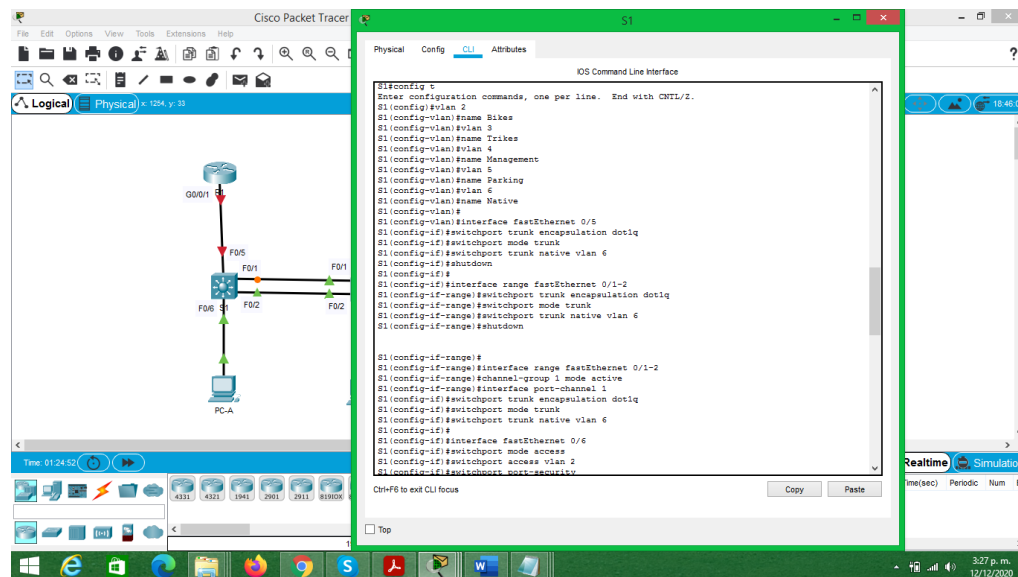 Cisco Packet Tracer
File Edit Options View Tools Extensions Help
Logical
Physical
x: 1254, y: 33
G0/0/1
F0/5
F0/1
F0/1
F0/6
S1
F0/2
F0/2
PC-A
Time: 01:24:52
4331
4321
1941
2901
2911
819IOX
S1
Physical Config CLI Attributes
IOS Command Line Interface
S1#config t
Enter configuration commands, one per line. End with CNTL/Z.
S1(config)#vlan 2
S1(config-vlan)#name Bikes
S1(config-vlan)#vlan 3
S1(config-vlan)#name Trikes
S1(config-vlan)#vlan 4
S1(config-vlan)#name Management
S1(config-vlan)#vlan 5
S1(config-vlan)#name Parking
S1(config-vlan)#vlan 6
S1(config-vlan)#name Native
S1(config-vlan)#
S1(config-vlan)#interface fastEthernet 0/5
S1(config-if)#switchport trunk encapsulation dot1q
S1(config-if)#switchport mode trunk
S1(config-if)#switchport trunk native vlan 6
S1(config-if)#shutdown
S1(config-if)#
S1(config-if)#interface range fastEthernet 0/1-2
S1(config-if-range)#switchport trunk encapsulation dot1q
S1(config-if-range)#switchport mode trunk
S1(config-if-range)#switchport trunk native vlan 6
S1(config-if-range)#shutdown
S1(config-if-range)#
S1(config-if-range)#interface range fastEthernet 0/1-2
S1(config-if-range)#channel-group 1 mode active
S1(config-if-range)#interface port-channel 1
S1(config-if)#switchport trunk encapsulation dot1q
S1(config-if)#switchport mode trunk
S1(config-if)#switchport trunk native vlan 6
S1(config-if)#
S1(config-if)#interface fastEthernet 0/6
S1(config-if)#switchport mode access
S1(config-if)#switchport access vlan 2
S1(config-if)#switchport port-security
Ctrl+F6 to exit CLI focus
Copy
Paste
Top
?
18:46:0
Realtime
Simulatio
Time(sec) Periodic Num
3:27 p. m.
12/12/2020